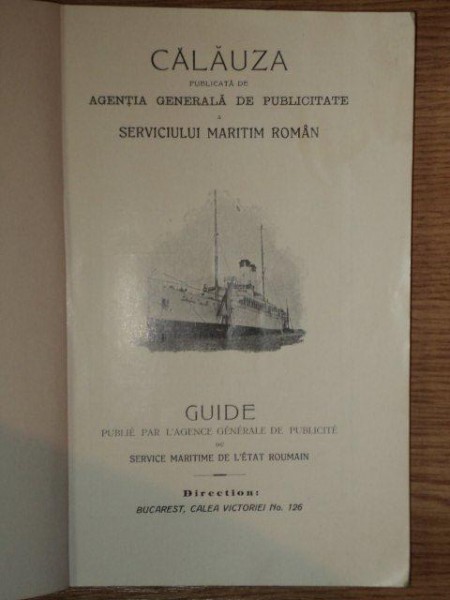 CĂLĂUZA
PUBLICATĂ DE
AGENȚIA GENERALĂ DE PUBLICITATE
A
SERVICIULUI MARITIM ROMÂN
GUIDE
PUBLIÉ PAR L'AGENCE GÉNÉRALE DE PUBLICITÉ
DU
SERVICE MARITIME DE L'ÉTAT ROUMAIN
Direction:
BUCAREST, CALEA VICTORIEI No. 126